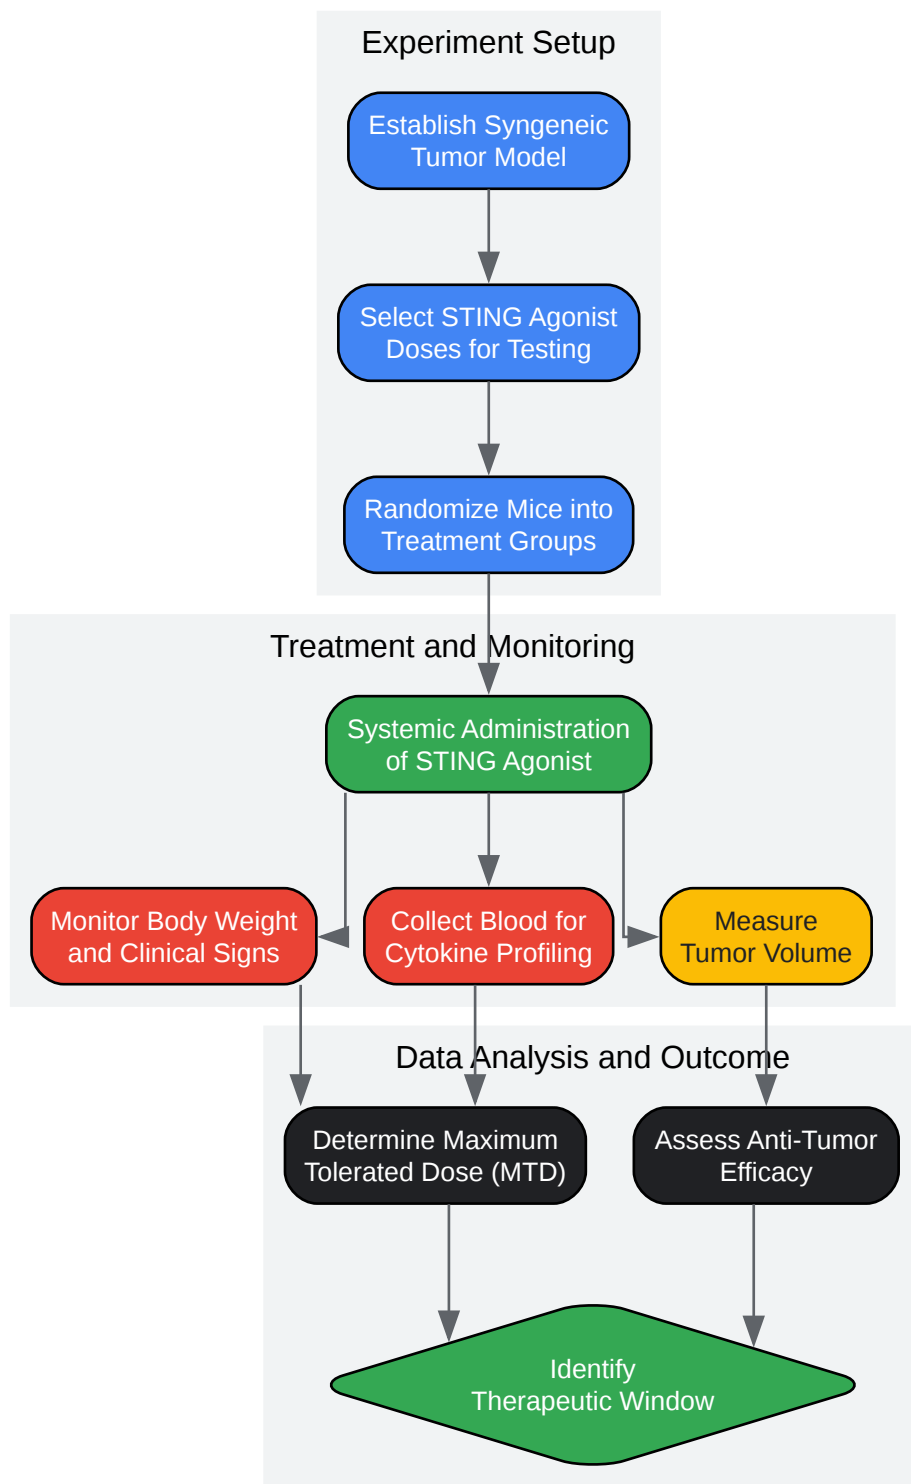 Experiment Setup
Establish Syngeneic
Tumor Model
Select STING Agonist
Doses for Testing
Randomize Mice into
Treatment Groups
Treatment and Monitoring
Systemic Administration
of STING Agonist
Monitor Body Weight
and Clinical Signs
Collect Blood for
Cytokine Profiling
Measure
Tumor Volume
Data Analysis and Outcome
Determine Maximum
Tolerated Dose (MTD)
Assess Anti-Tumor
Efficacy
Identify
Therapeutic Window